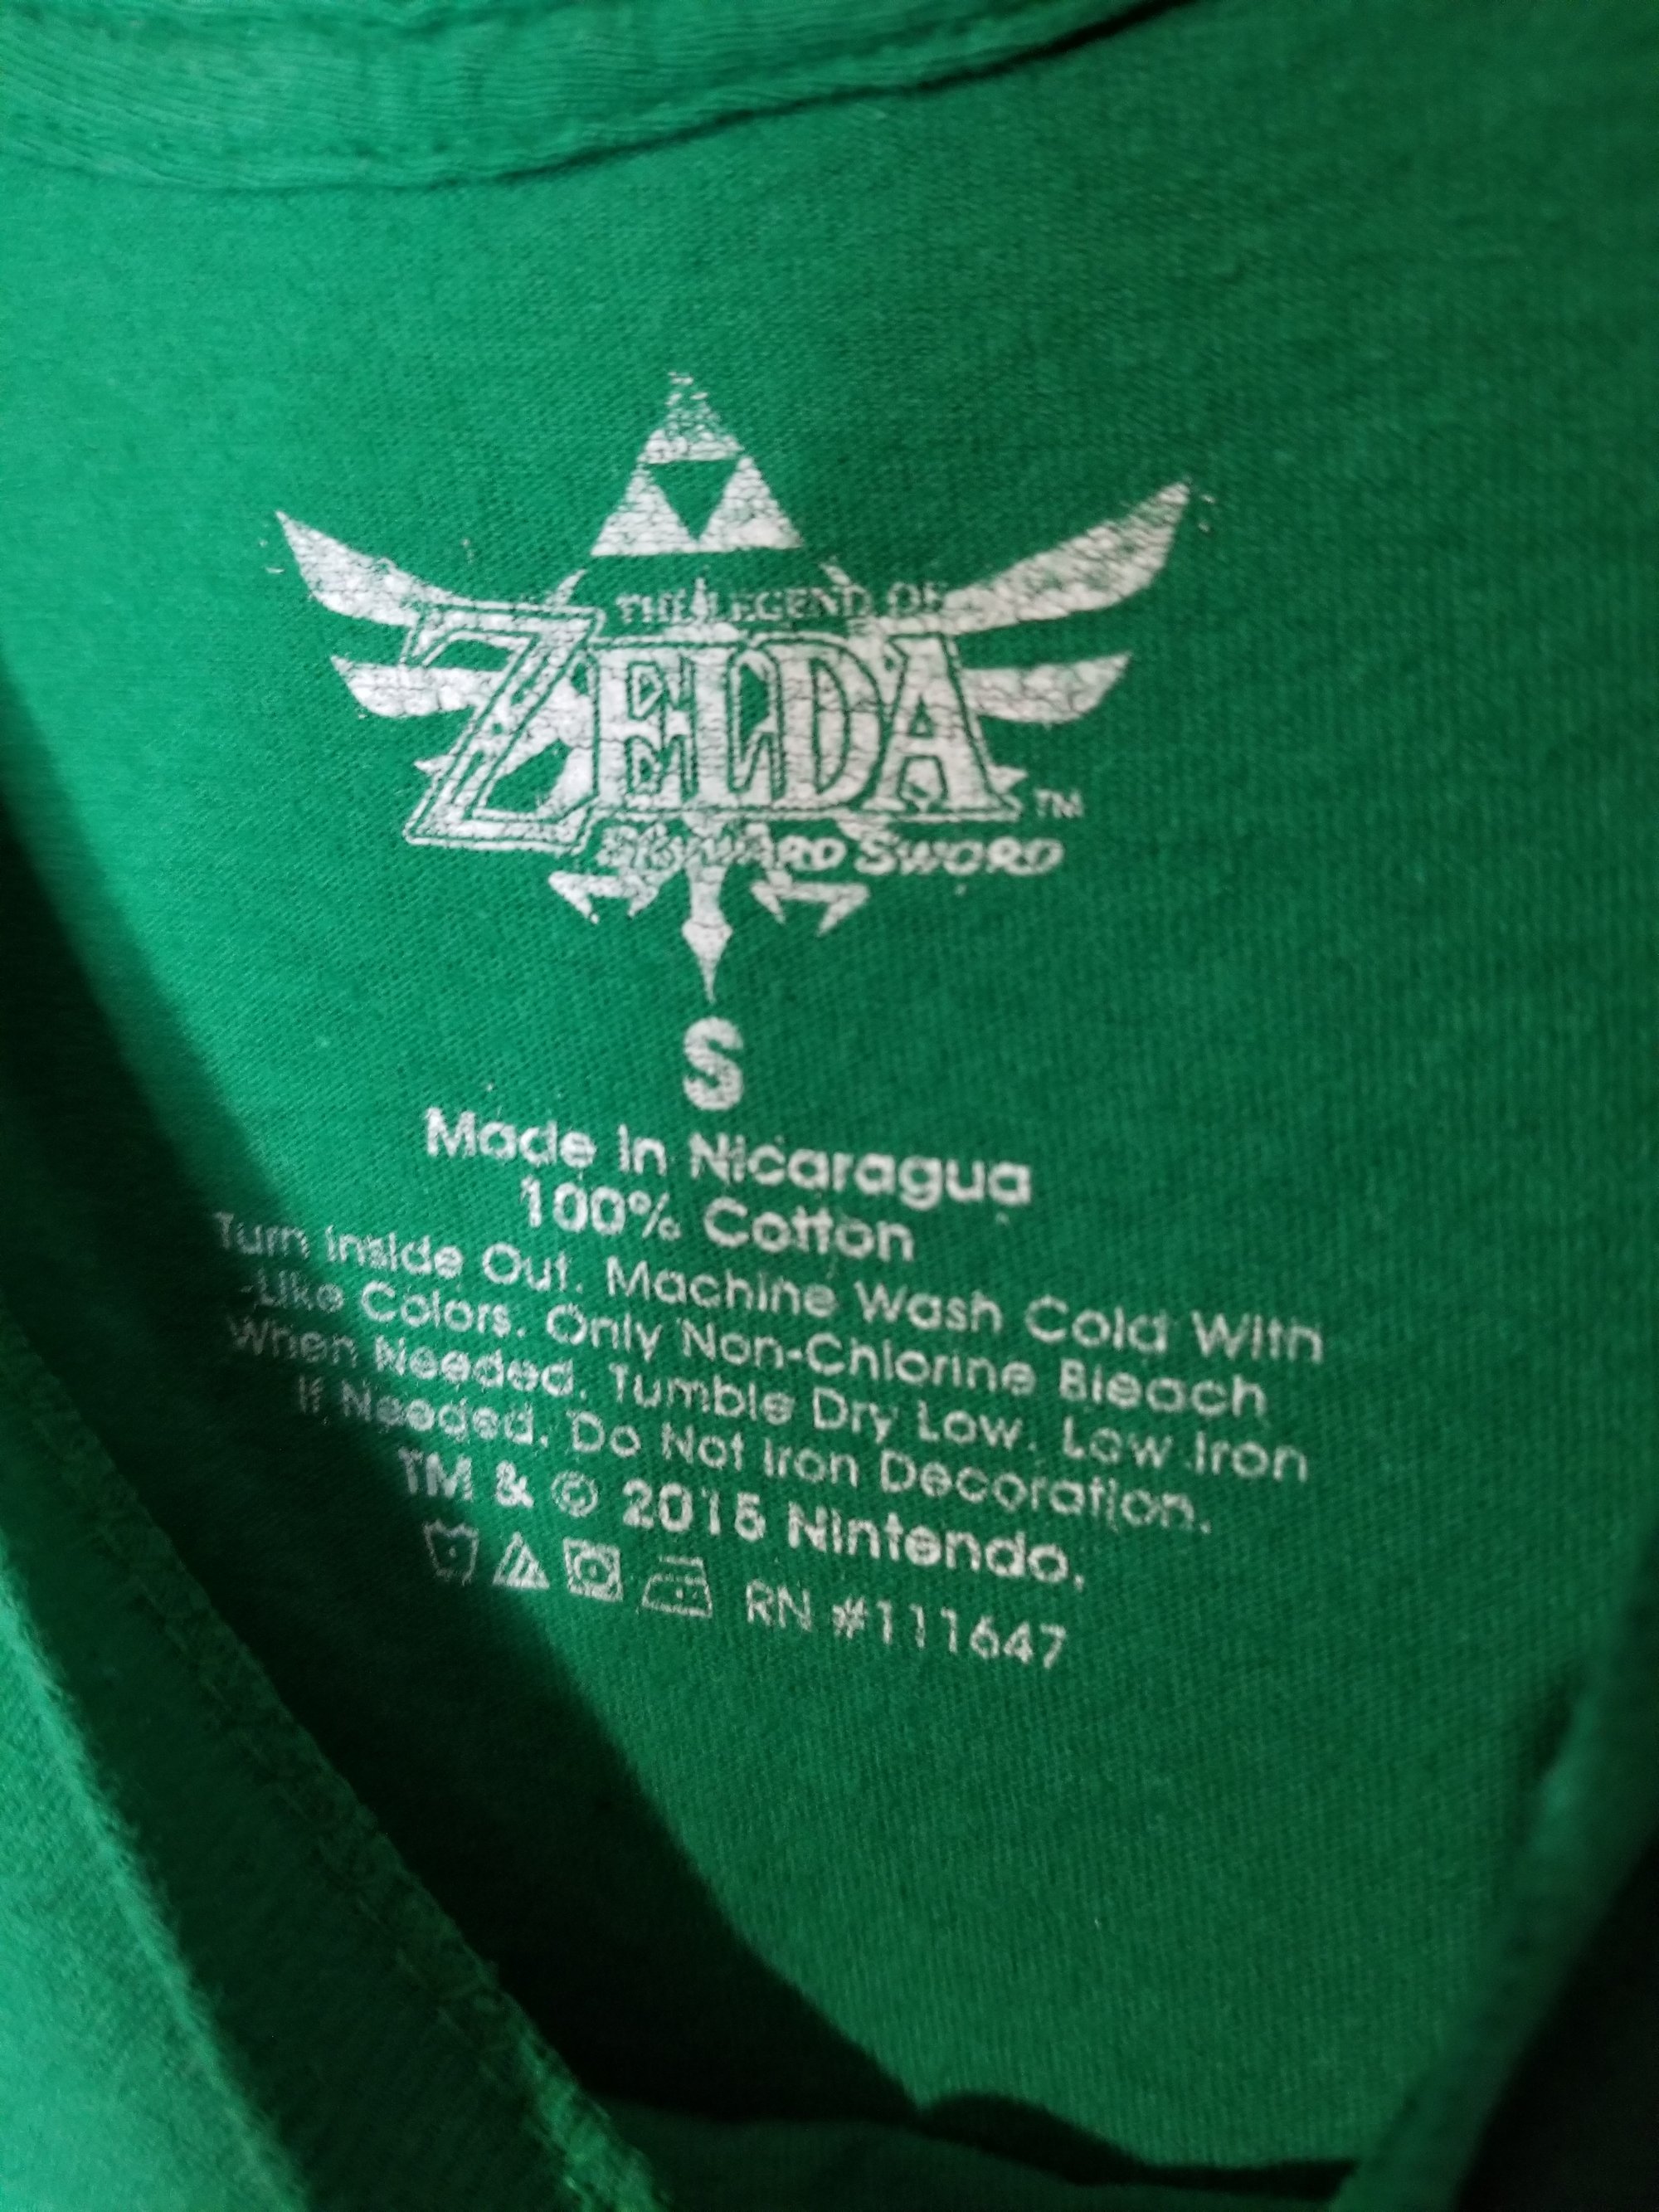 THE LEGEND OF
ZELDA™
SKYWARD SWORD
S
Made In Nicaragua
100% Cotton
Turn Inside Out. Machine Wash Cold With
Like Colors. Only Non-Chlorine Bleach
When Needed. Tumble Dry Low. Low Iron
If Needed. Do Not Iron Decoration.
TM & © 2015 Nintendo.
RN #111647